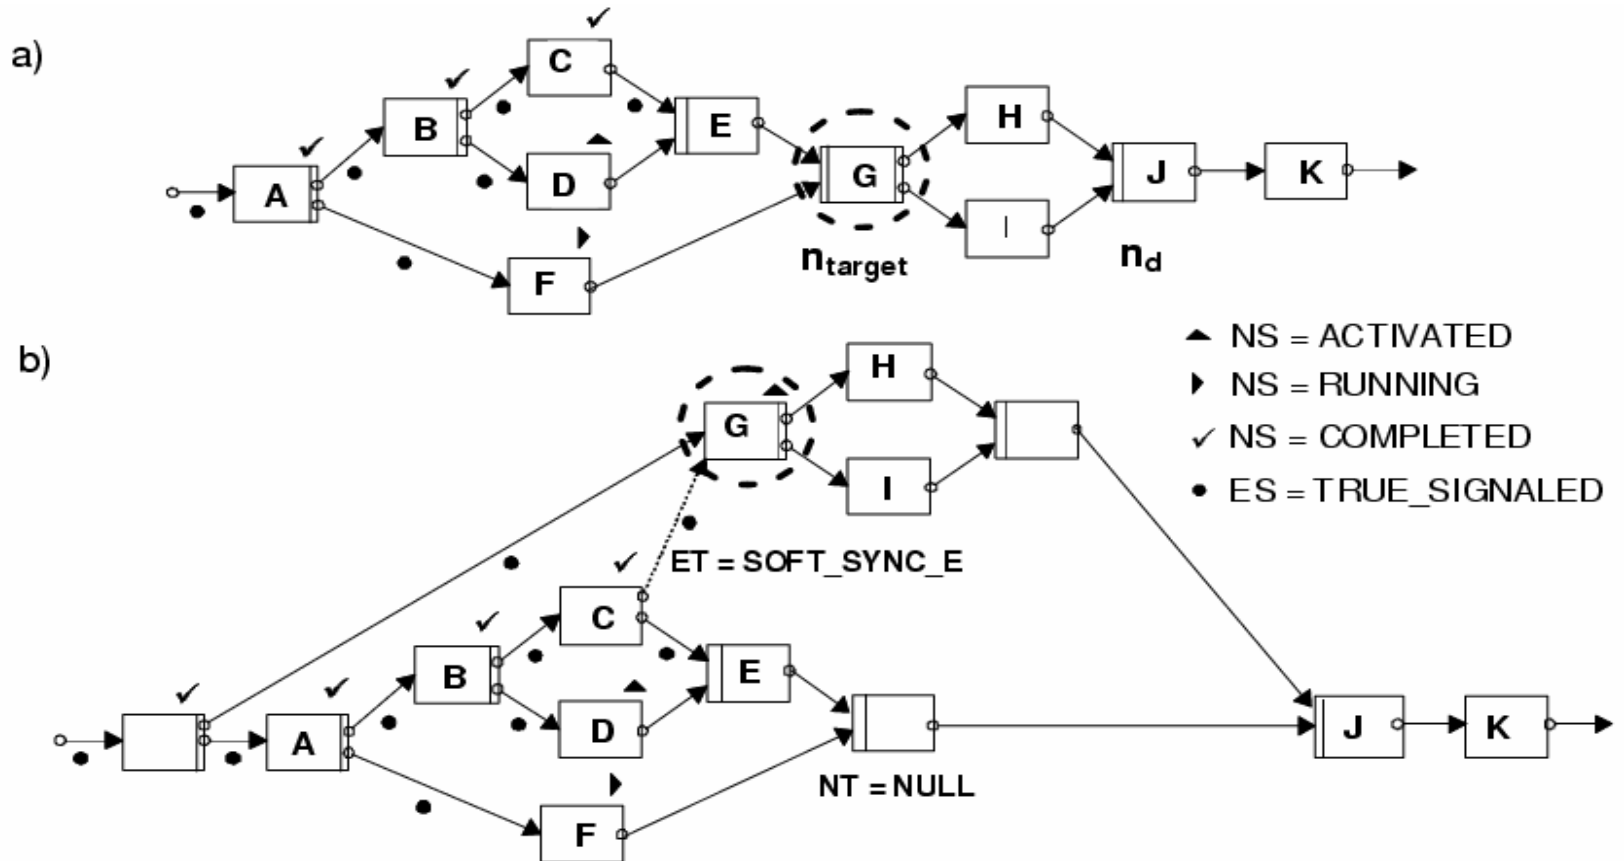 a)
A
B
C
D
E
F
G
H
I
J
K
n_target
n_d
NS = ACTIVATED
NS = RUNNING
NS = COMPLETED
ES = TRUE_SIGNALED
b)
G
H
I
ET = SOFT_SYNC_E
A
B
C
D
E
F
NT = NULL
J
K